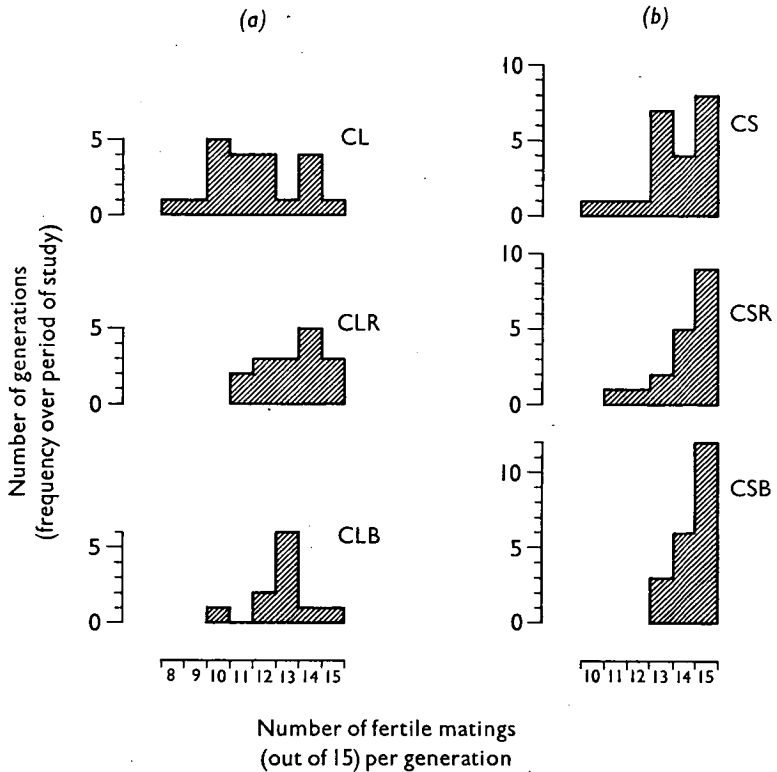 (a)
(b)
Number of generations
(frequency over period of study)
5
0
CL
5
0
CLR
5
0
CLB
8 9 10 11 12 13 14 15
10
5
0
CS
10
5
0
CSR
10
5
0
CSB
10 11 12 13 14 15
Number of fertile matings
(out of 15) per generation